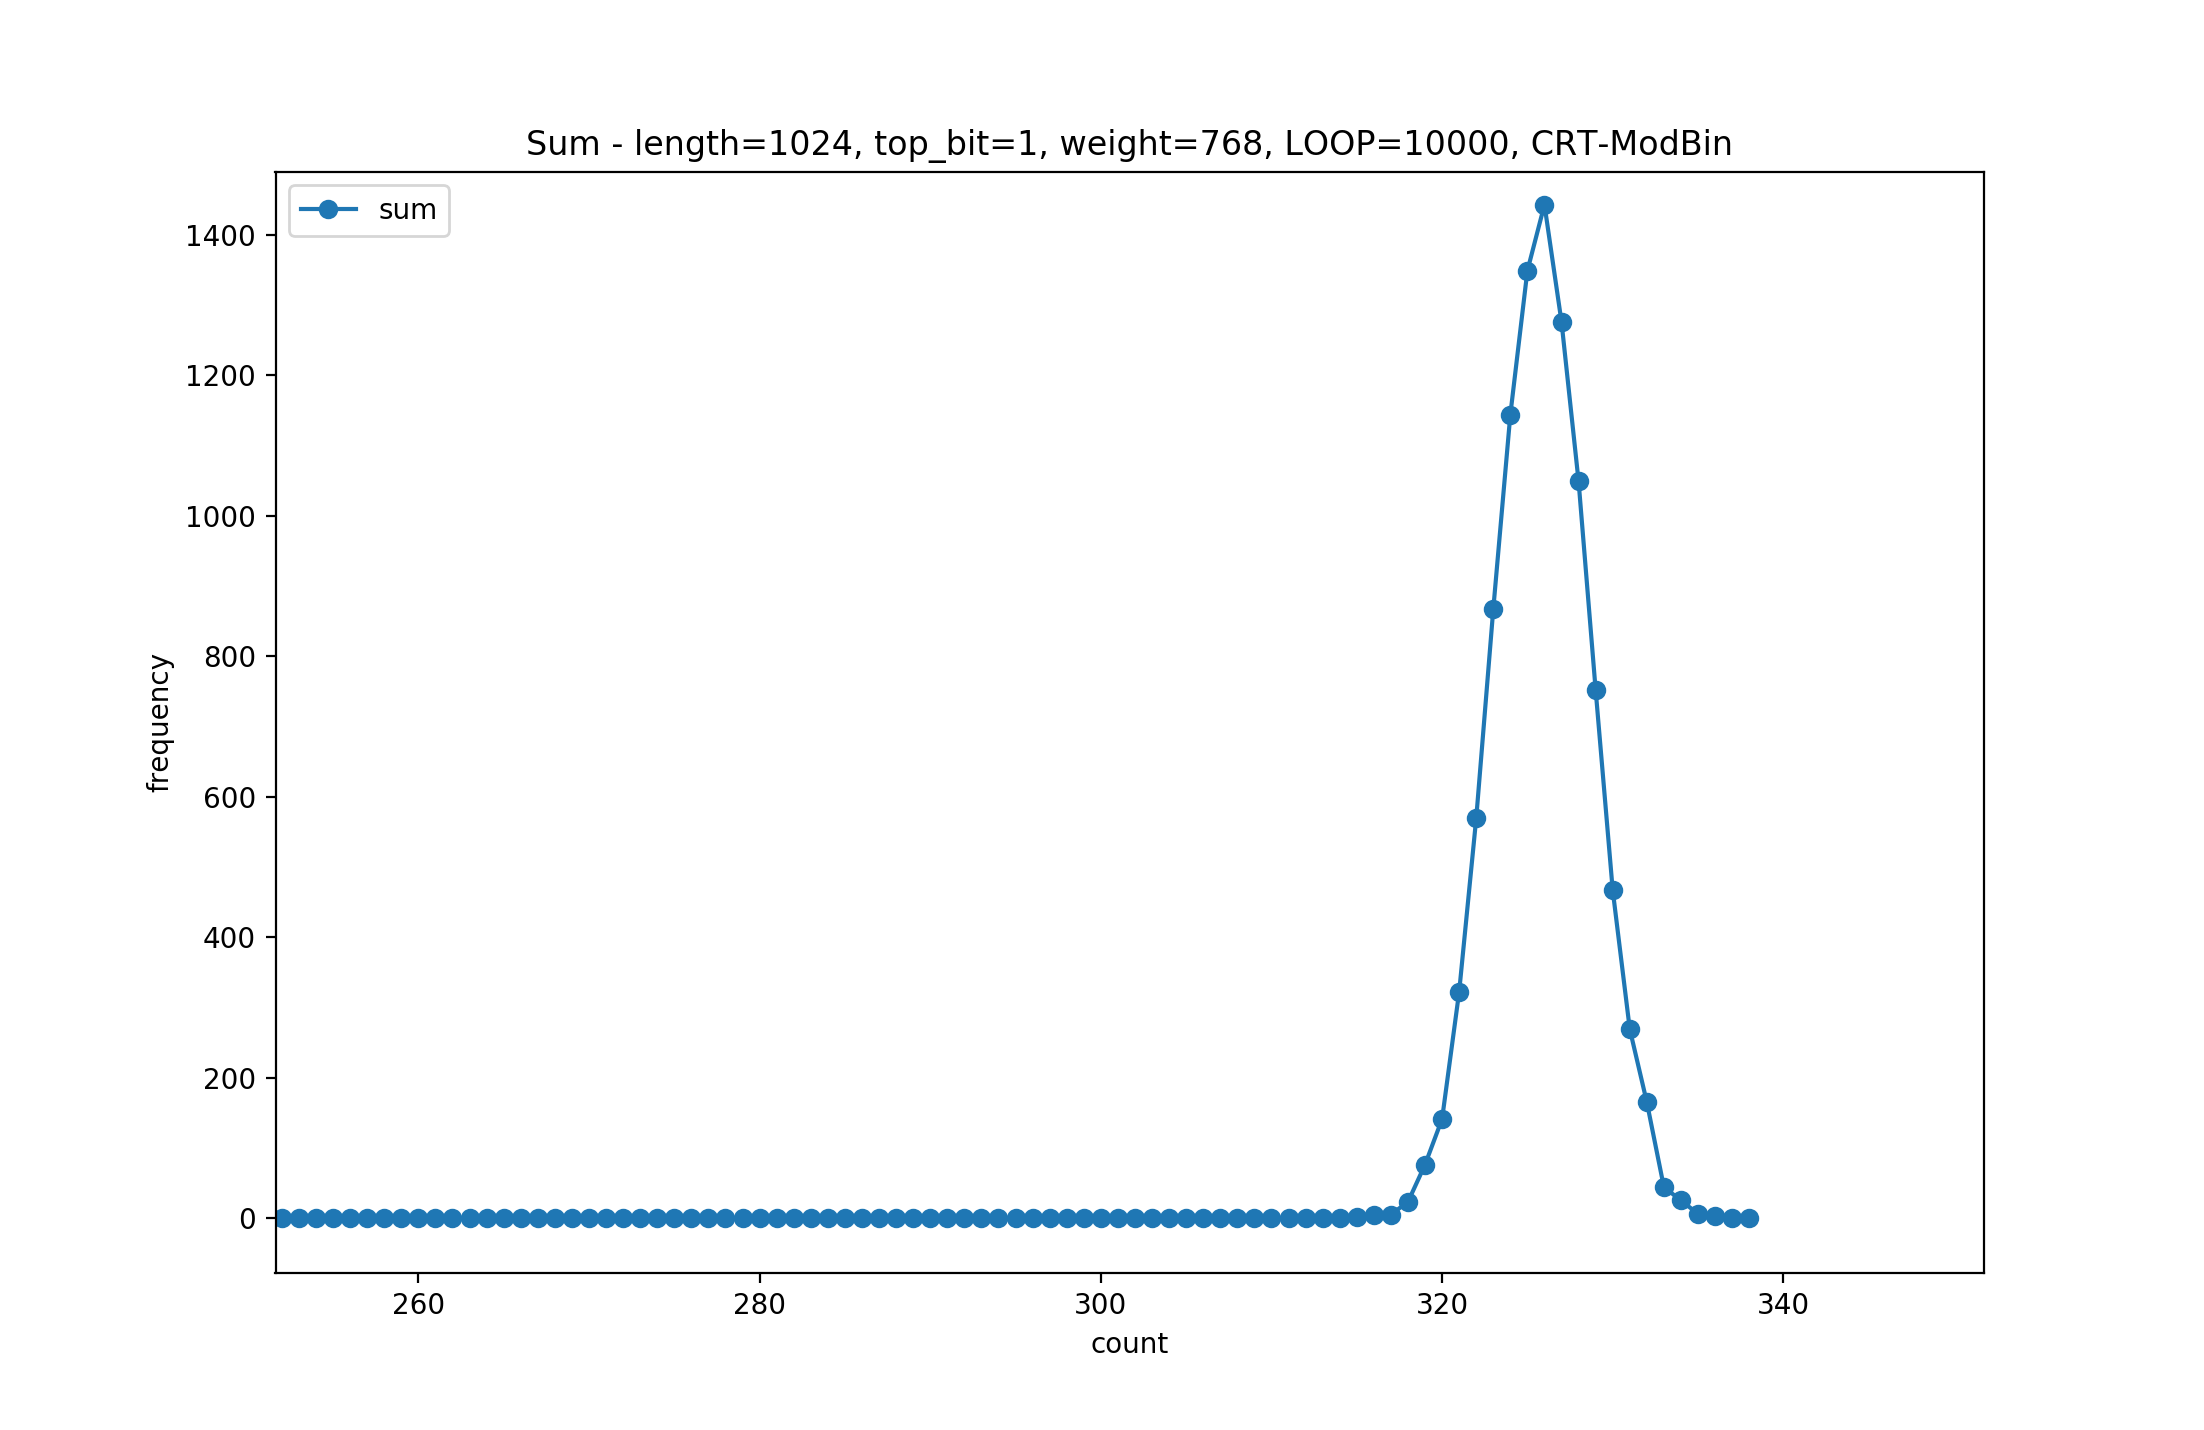 Sum - length=1024, top_bit=1, weight=768, LOOP=10000, CRT-ModBin
sum
1400
1200
1000
800
600
400
200
0
frequency
260 280 300 320 340
count